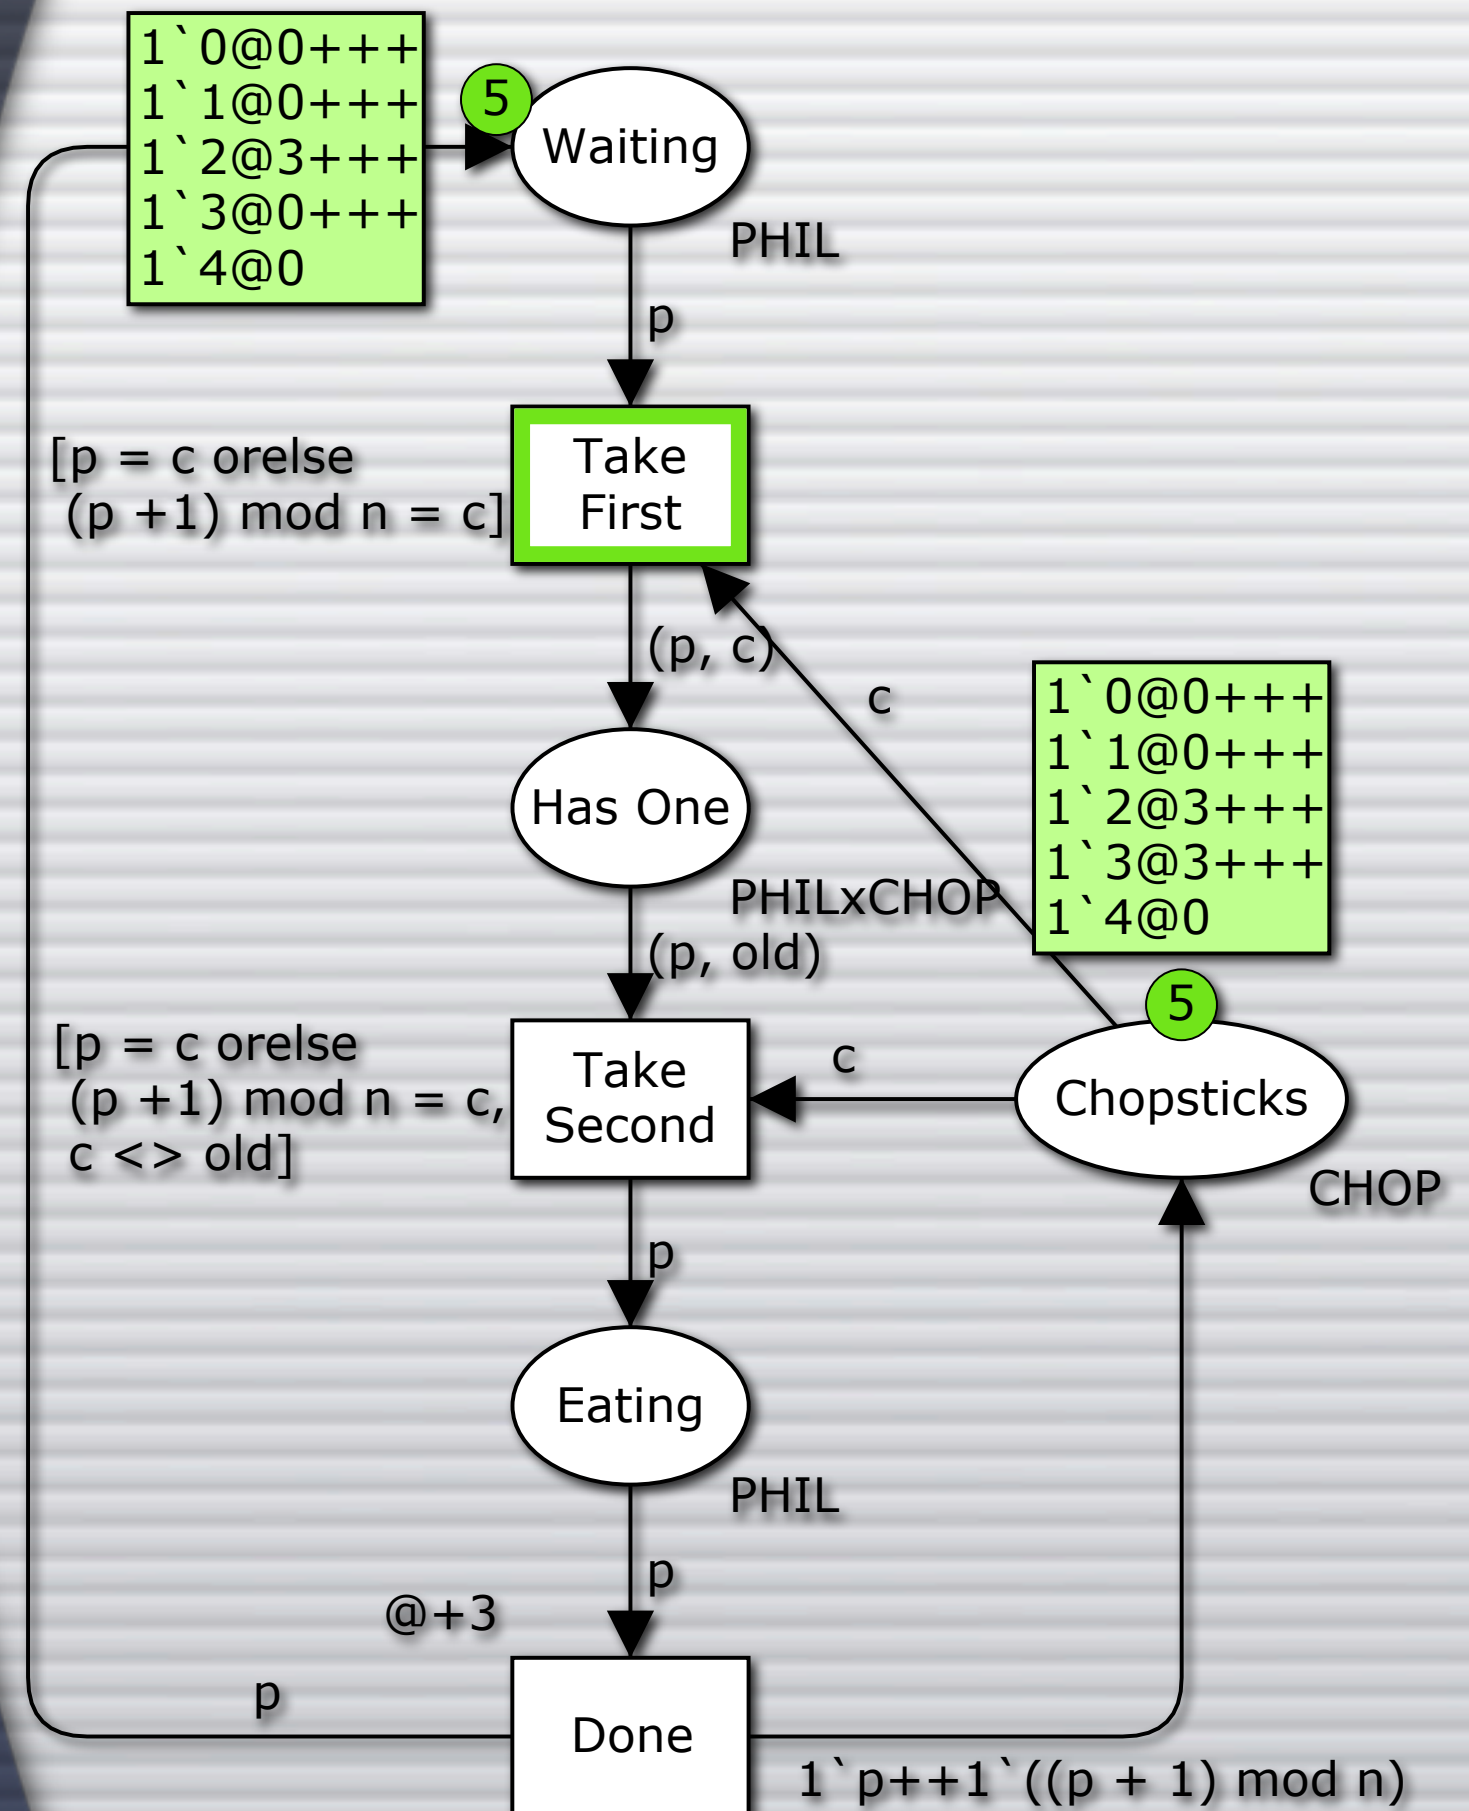 1`0@0+++
1`1@0+++
1`2@3+++
1`3@0+++
1`4@0
5
Waiting
PHIL
p
[p = c orelse
(p +1) mod n = c]
Take
First
(p, c)
c
1`0@0+++
1`1@0+++
1`2@3+++
1`3@3+++
1`4@0
Has One
PHILxCHOP
(p, old)
5
[p = c orelse
(p +1) mod n = c,
c <> old]
Take
Second
c
Chopsticks
CHOP
p
Eating
PHIL
p
@+3
p
Done
1`p++1`((p + 1) mod n)